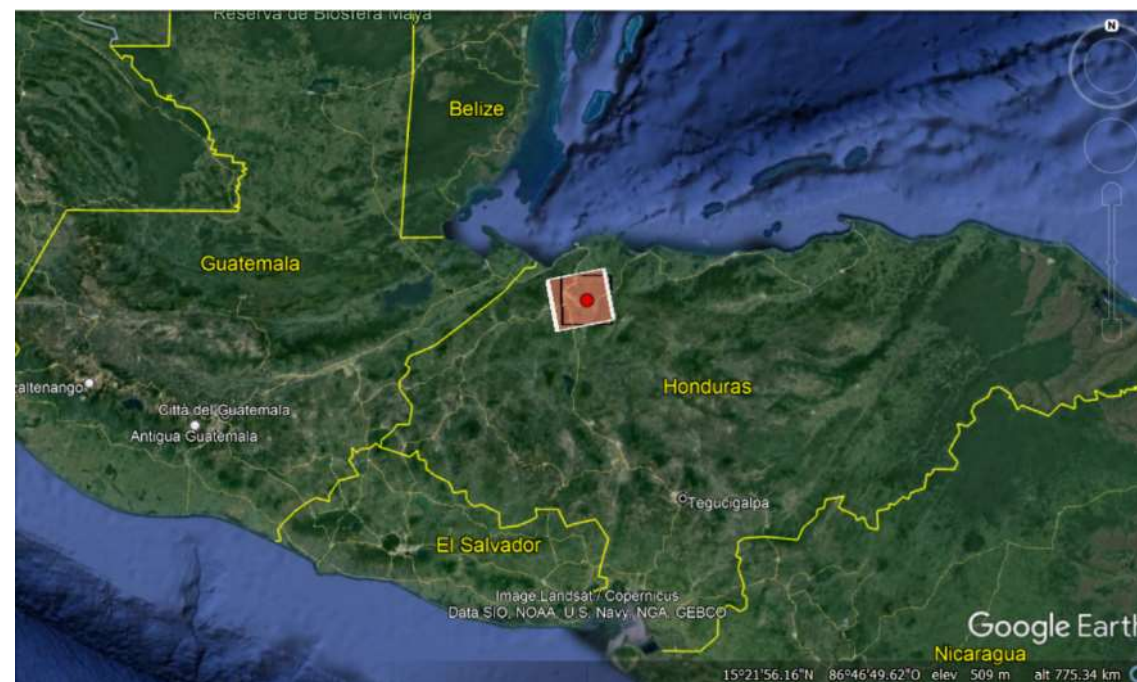 Reserva de Biosfera Maya
N
Belize
Guatemala
altenango
Città del Guatemala
Antigua Guatemala
Honduras
Tegucigalpa
El Salvador
Image Landsat / Copernicus
Data SIO, NOAA, U.S. Navy, NGA, GEBCO
Google Earth
Nicaragua
15°21'56.16"N 86°46'49.62"O elev 509 m alt 775.34 km